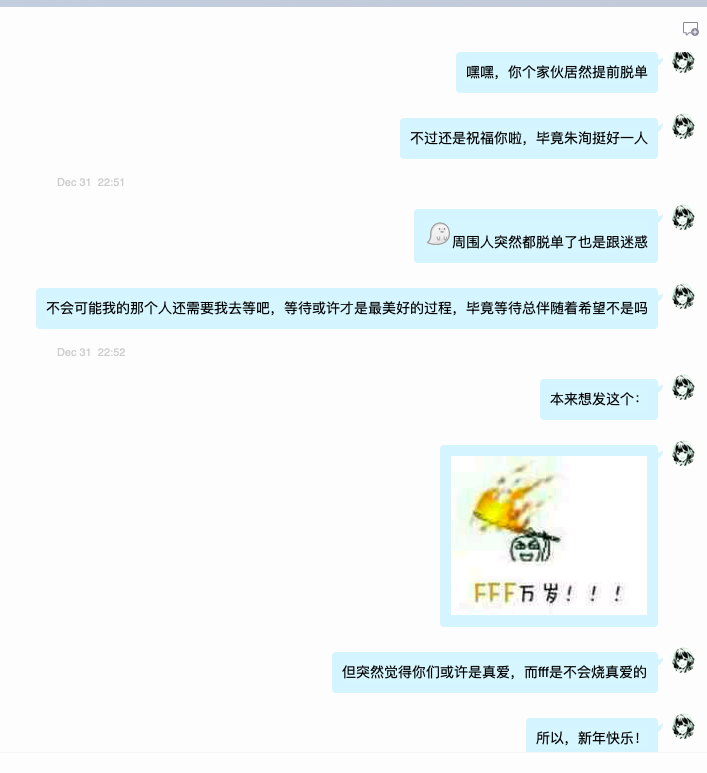 嘿嘿，你个家伙居然提前脱单
不过还是祝福你啦，毕竟朱洵挺好一人
Dec 31 22:51
周围人突然都脱单了也是跟迷惑
不会可能我的那个人还需要我去等吧，等待或许才是最美好的过程，毕竟等待总伴随着希望不是吗
Dec 31 22:52
本来想发这个：
FFF万岁！！！
但突然觉得你们或许是真爱，而fff是不会烧真爱的
所以，新年快乐！